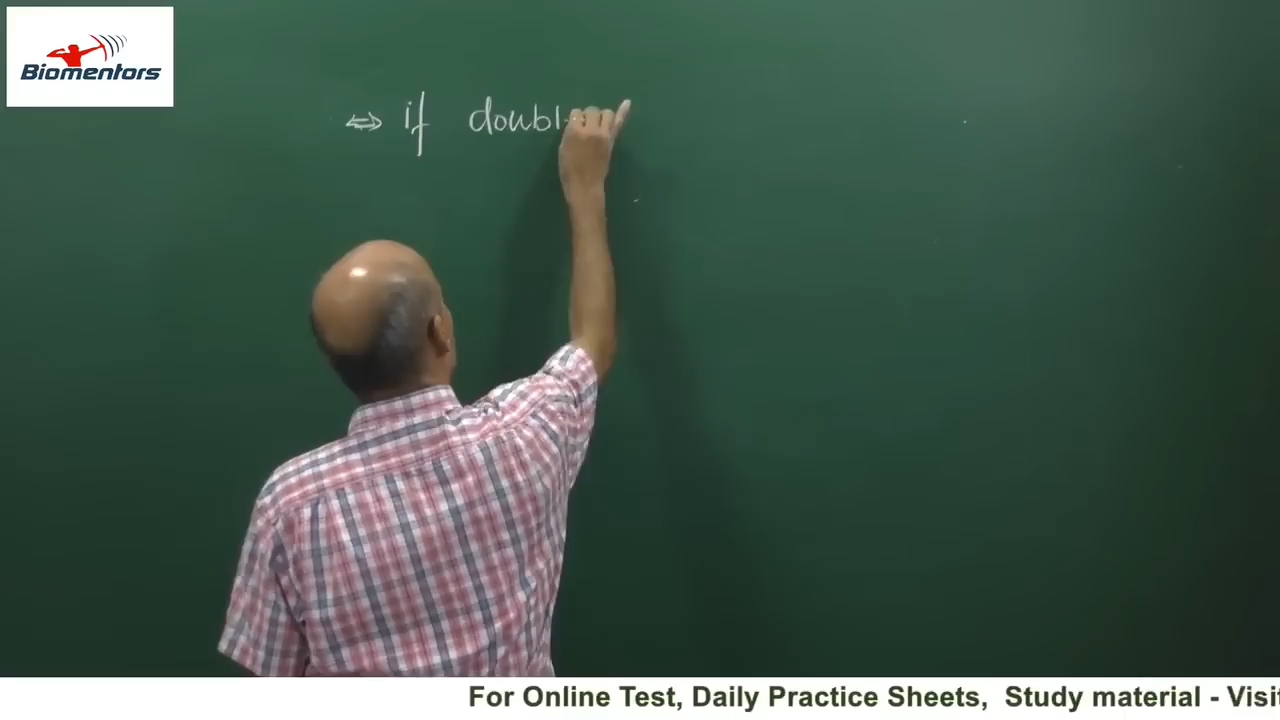 Biomentors
⇔ if doubl
For Online Test, Daily Practice Sheets, Study material - Visi